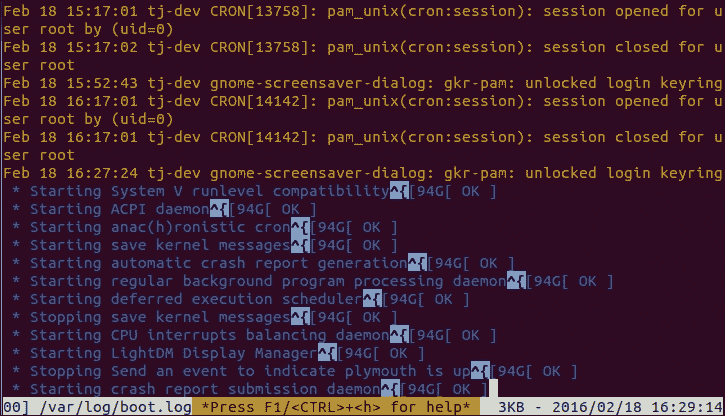 Feb 18 15:17:01 tj-dev CRON[13758]: pam_unix(cron:session): session opened for u
ser root by (uid=0)
Feb 18 15:17:02 tj-dev CRON[13758]: pam_unix(cron:session): session closed for u
ser root
Feb 18 15:52:43 tj-dev gnome-screensaver-dialog: gkr-pam: unlocked login keyring
Feb 18 16:17:01 tj-dev CRON[14142]: pam_unix(cron:session): session opened for u
ser root by (uid=0)
Feb 18 16:17:01 tj-dev CRON[14142]: pam_unix(cron:session): session closed for u
ser root
Feb 18 16:27:24 tj-dev gnome-screensaver-dialog: gkr-pam: unlocked login keyring
* Starting System V runlevel compatibility^{[94G[ OK ]
* Starting ACPI daemon^{[94G[ OK ]
* Starting anac(h)ronistic cron^{[94G[ OK ]
* Starting save kernel messages^{[94G[ OK ]
* Starting automatic crash report generation^{[94G[ OK ]
* Starting regular background program processing daemon^{[94G[ OK ]
* Starting deferred execution scheduler^{[94G[ OK ]
* Stopping save kernel messages^{[94G[ OK ]
* Starting CPU interrupts balancing daemon^{[94G[ OK ]
* Starting LightDM Display Manager^{[94G[ OK ]
* Stopping Send an event to indicate plymouth is up^{[94G[ OK ]
* Starting crash report submission daemon^{[94G[ OK ]
00] /var/log/boot.log *Press F1/<CTRL>+<h> for help* 3KB - 2016/02/18 16:29:14